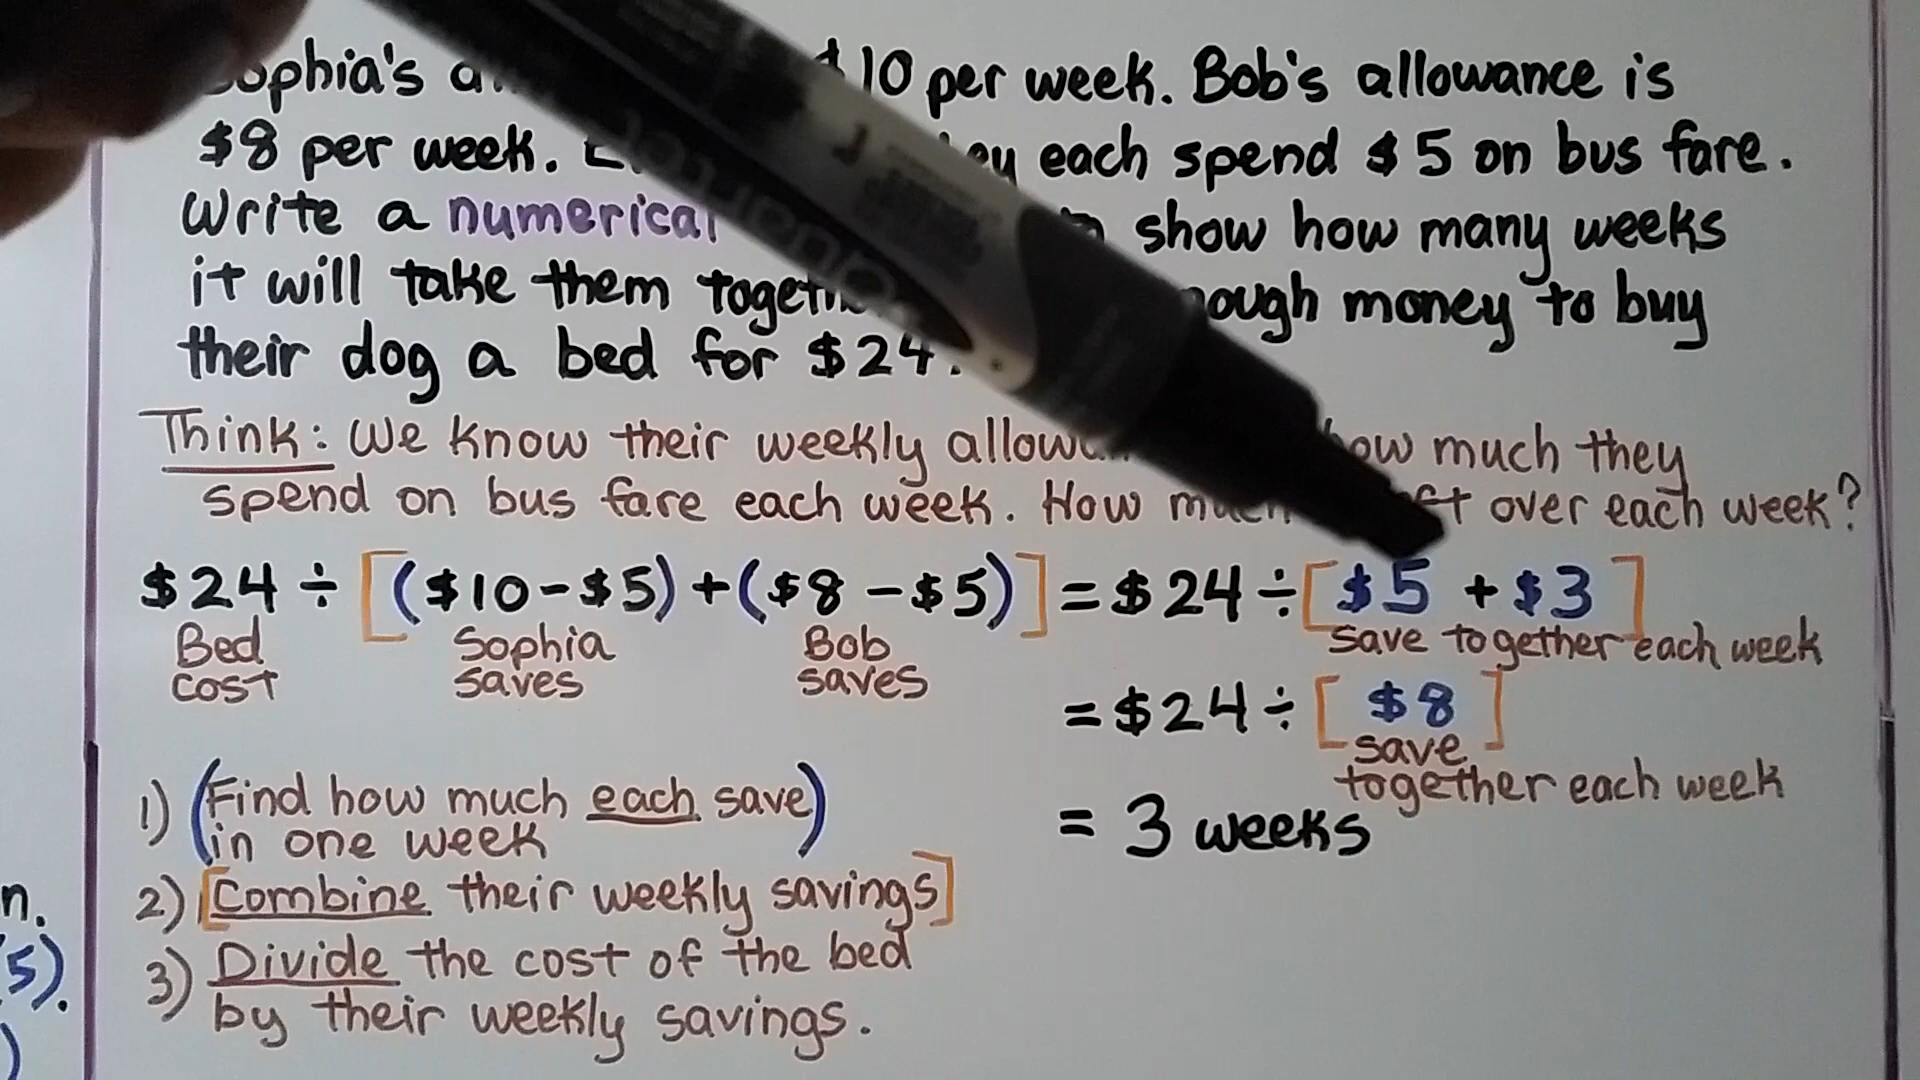 Sophia's $10 per week. Bob's allowance is
$8 per week. each spend $5 on bus fare.
Write a numerical show how many weeks
it will take them money to buy
their dog a bed for $24.
Think: We know their weekly how much they
spend on bus fare each week. How over each week?
$24 ÷ [($10-$5)+($8-$5)] = $24÷[$5 + $3]
Bed cost
Sophia saves
Bob saves
save together each week
= $24 ÷ [$8]
save
together each week
= 3 weeks
1) (Find how much each save)
in one week
2) [Combine their weekly savings]
3) Divide the cost of the bed
by their weekly savings.
n.
5).
)